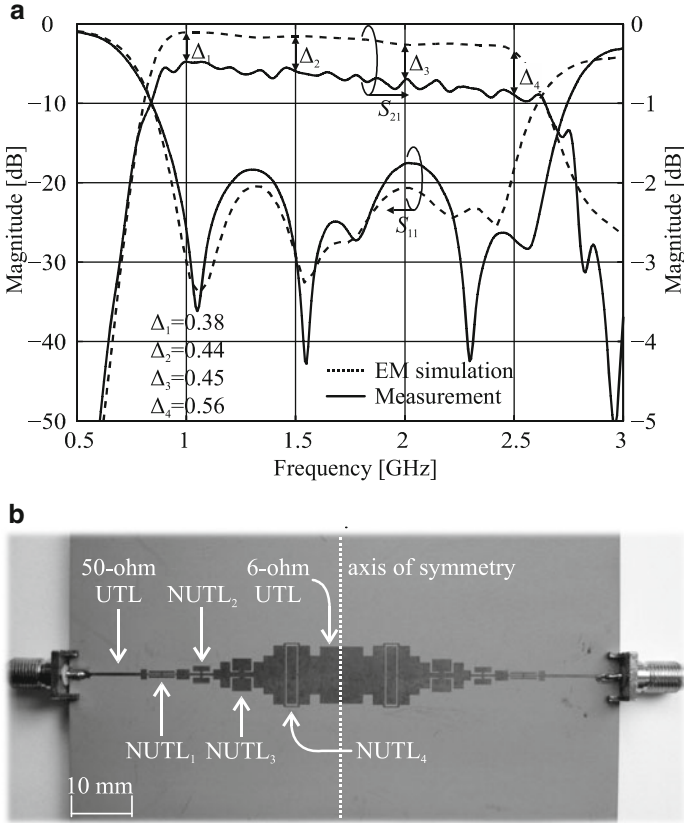 a
0
0
Δ₁
Δ₂
Δ₃
Δ₄
S₂₁
−10
−1
Magnitude [dB]
Magnitude [dB]
−20
−2
S₁₁
−30
−3
Δ₁=0.38
Δ₂=0.44
Δ₃=0.45
Δ₄=0.56
−40
−4
EM simulation
Measurement
−50
−5
0.5
1
1.5
2
2.5
3
Frequency [GHz]
b
50-ohm
UTL
NUTL₂
6-ohm
UTL
axis of symmetry
NUTL₁
NUTL₃
NUTL₄
10 mm